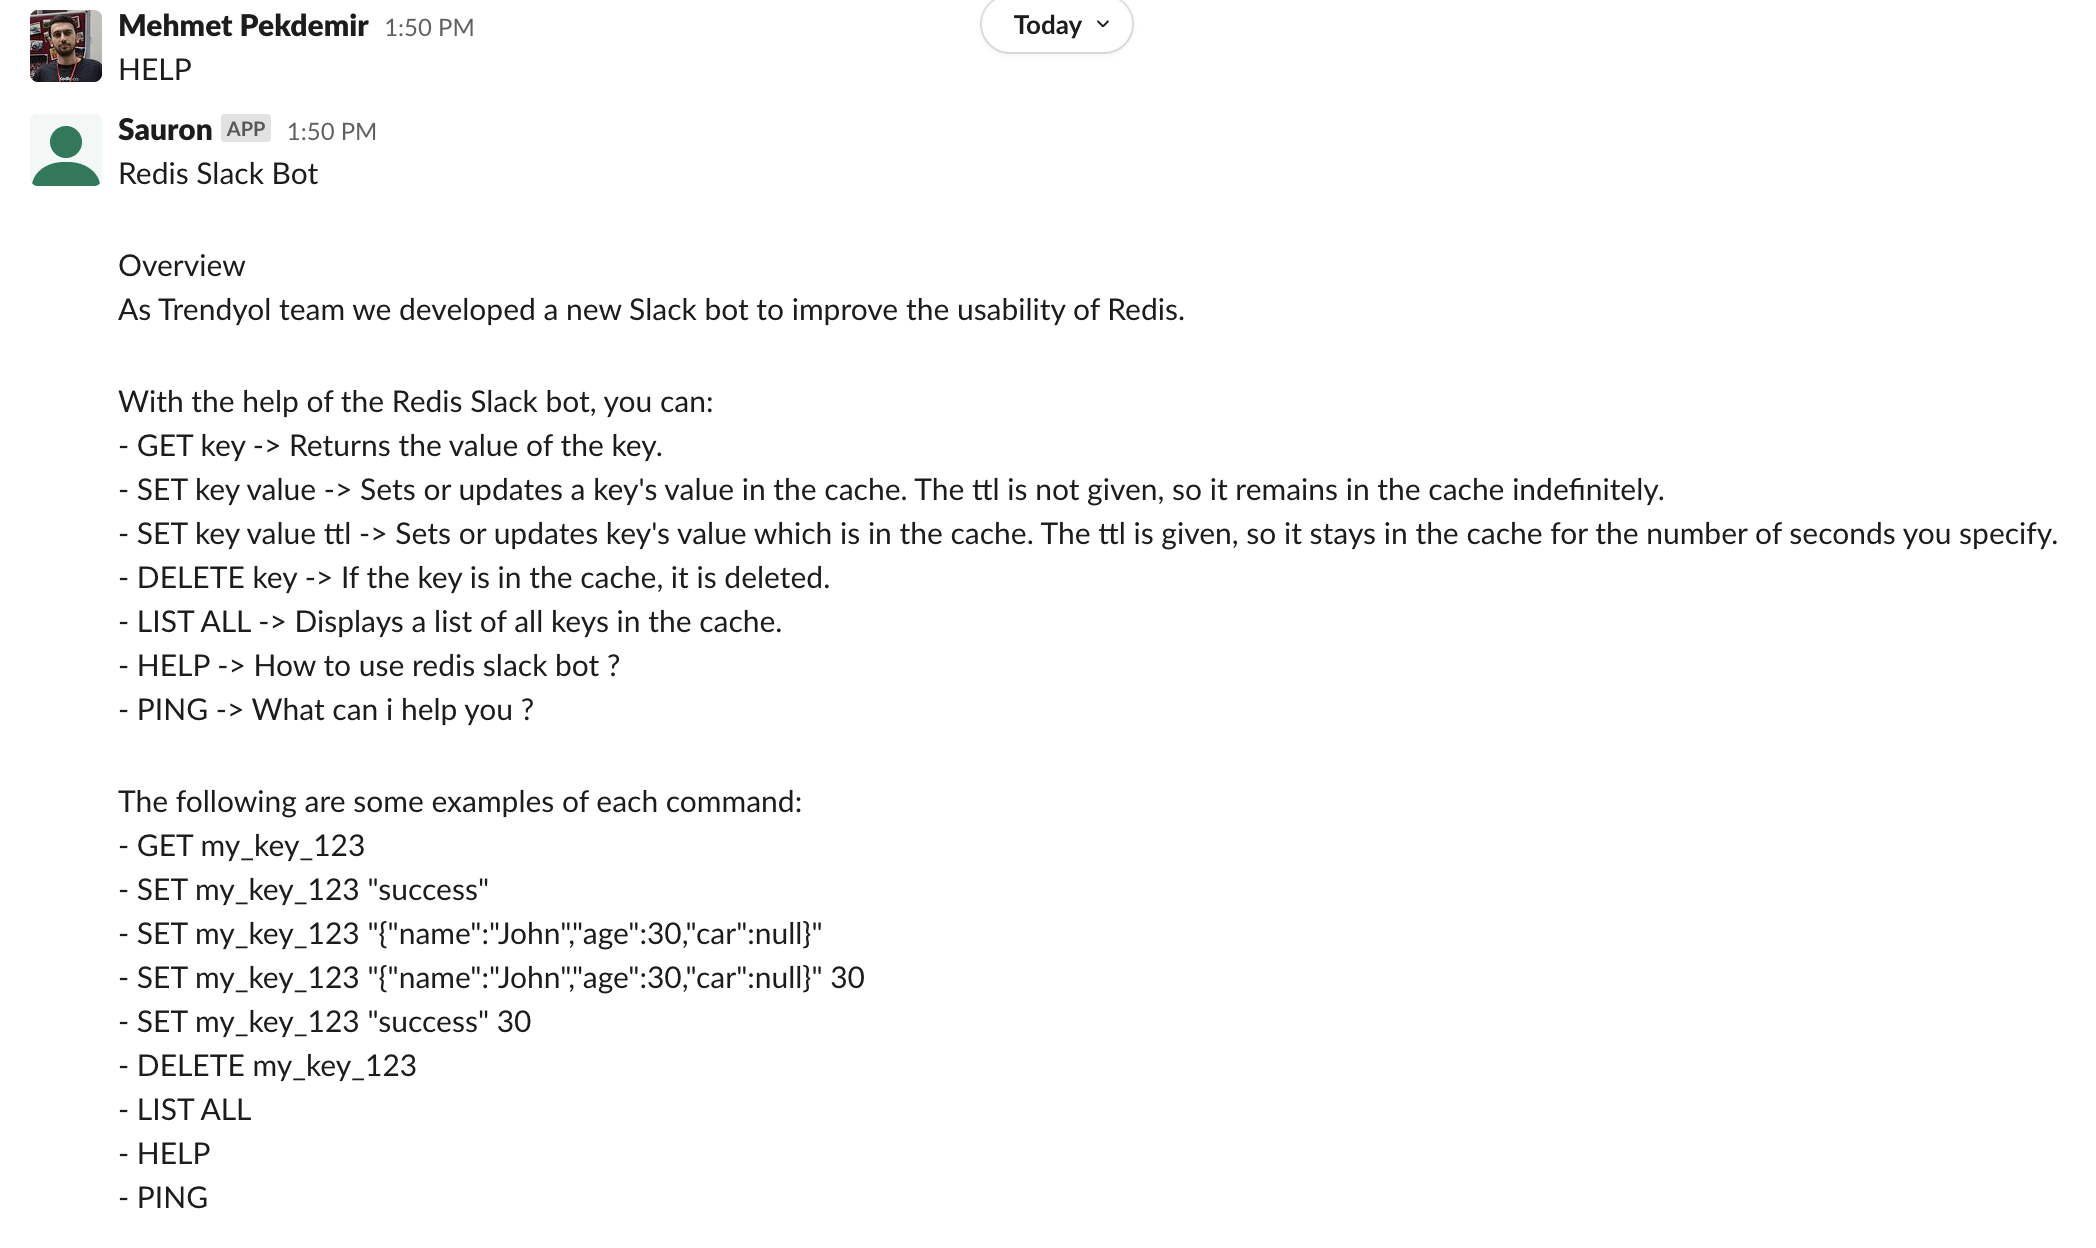 Mehmet Pekdemir 1:50 PM
Today
HELP
Sauron APP 1:50 PM
Redis Slack Bot
Overview
As Trendyol team we developed a new Slack bot to improve the usability of Redis.
With the help of the Redis Slack bot, you can:
- GET key -> Returns the value of the key.
- SET key value -> Sets or updates a key's value in the cache. The ttl is not given, so it remains in the cache indefinitely.
- SET key value ttl -> Sets or updates key's value which is in the cache. The ttl is given, so it stays in the cache for the number of seconds you specify.
- DELETE key -> If the key is in the cache, it is deleted.
- LIST ALL -> Displays a list of all keys in the cache.
- HELP -> How to use redis slack bot ?
- PING -> What can i help you ?
The following are some examples of each command:
- GET my_key_123
- SET my_key_123 "success"
- SET my_key_123 "{"name":"John","age":30,"car":null}"
- SET my_key_123 "{"name":"John","age":30,"car":null}" 30
- SET my_key_123 "success" 30
- DELETE my_key_123
- LIST ALL
- HELP
- PING